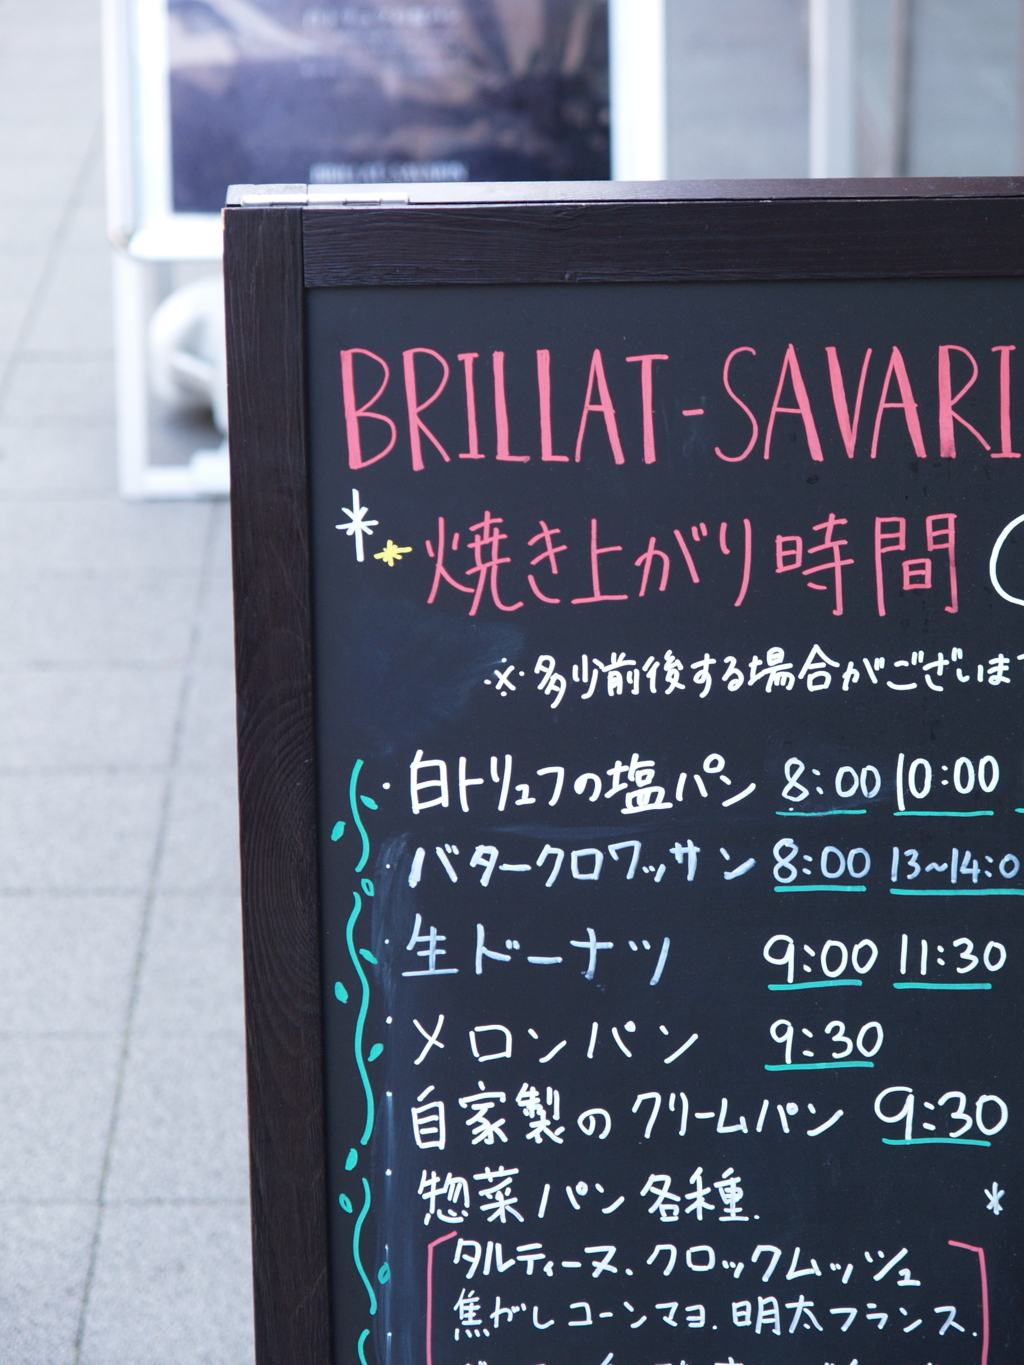 BRILLAT SAVARIN
BRILLAT-SAVARI
焼き上がり時間
※多少前後する場合がございま
・白トリュフの塩パン 8:00 10:00
・バタークロワッサン 8:00 13~14:0
・生ドーナツ 9:00 11:30
・メロンパン 9:30
・自家製のクリームパン 9:30
・惣菜パン各種.
タルティーヌ、クロックムッシュ
焦がしコーンマヨ.明太フランス.